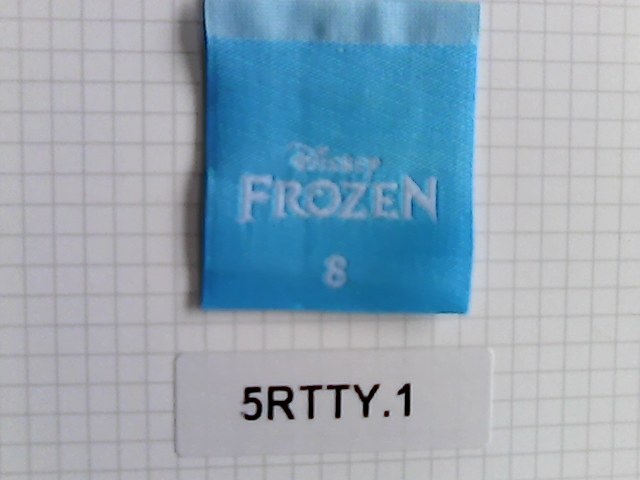 Disney
FROZEN
8
5RTTY.1